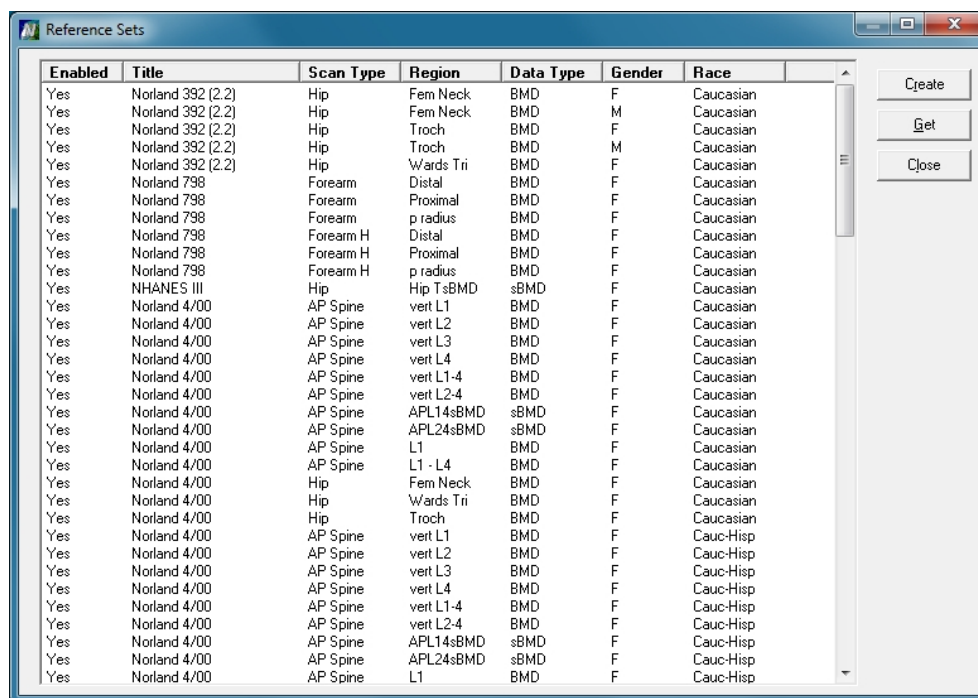 Reference Sets
Enabled Title Scan Type Region Data Type Gender Race
Yes Norland 392 (2.2) Hip Fem Neck BMD F Caucasian
Yes Norland 392 (2.2) Hip Fem Neck BMD M Caucasian
Yes Norland 392 (2.2) Hip Troch BMD F Caucasian
Yes Norland 392 (2.2) Hip Troch BMD M Caucasian
Yes Norland 392 (2.2) Hip Wards Tri BMD F Caucasian
Yes Norland 798 Forearm Distal BMD F Caucasian
Yes Norland 798 Forearm Proximal BMD F Caucasian
Yes Norland 798 Forearm p radius BMD F Caucasian
Yes Norland 798 Forearm H Distal BMD F Caucasian
Yes Norland 798 Forearm H Proximal BMD F Caucasian
Yes Norland 798 Forearm H p radius BMD F Caucasian
Yes NHANES III Hip Hip TsBMD sBMD F Caucasian
Yes Norland 4/00 AP Spine vert L1 BMD F Caucasian
Yes Norland 4/00 AP Spine vert L2 BMD F Caucasian
Yes Norland 4/00 AP Spine vert L3 BMD F Caucasian
Yes Norland 4/00 AP Spine vert L4 BMD F Caucasian
Yes Norland 4/00 AP Spine vert L1-4 BMD F Caucasian
Yes Norland 4/00 AP Spine vert L2-4 BMD F Caucasian
Yes Norland 4/00 AP Spine APL14sBMD sBMD F Caucasian
Yes Norland 4/00 AP Spine APL24sBMD sBMD F Caucasian
Yes Norland 4/00 AP Spine L1 BMD F Caucasian
Yes Norland 4/00 AP Spine L1 - L4 BMD F Caucasian
Yes Norland 4/00 Hip Fem Neck BMD F Caucasian
Yes Norland 4/00 Hip Wards Tri BMD F Caucasian
Yes Norland 4/00 Hip Troch BMD F Caucasian
Yes Norland 4/00 AP Spine vert L1 BMD F Cauc-Hisp
Yes Norland 4/00 AP Spine vert L2 BMD F Cauc-Hisp
Yes Norland 4/00 AP Spine vert L3 BMD F Cauc-Hisp
Yes Norland 4/00 AP Spine vert L4 BMD F Cauc-Hisp
Yes Norland 4/00 AP Spine vert L1-4 BMD F Cauc-Hisp
Yes Norland 4/00 AP Spine vert L2-4 BMD F Cauc-Hisp
Yes Norland 4/00 AP Spine APL14sBMD sBMD F Cauc-Hisp
Yes Norland 4/00 AP Spine APL24sBMD sBMD F Cauc-Hisp
Yes Norland 4/00 AP Spine L1 BMD F Cauc-Hisp
Create
Get
Close